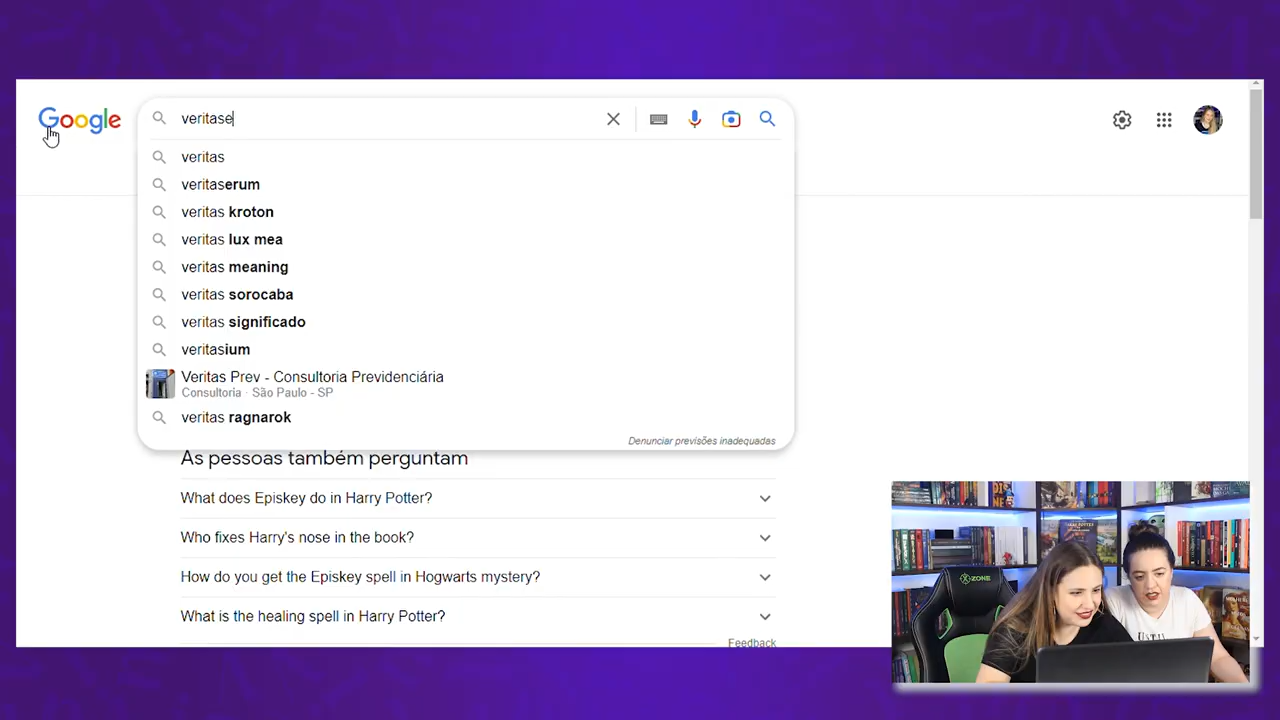 Google
veritase
veritas
veritaserum
veritas kroton
veritas lux mea
veritas meaning
veritas sorocaba
veritas significado
veritasium
Veritas Prev - Consultoria Previdenciária
Consultoria · São Paulo - SP
veritas ragnarok
Denunciar previsões inadequadas
As pessoas também perguntam
What does Episkey do in Harry Potter?
Who fixes Harry's nose in the book?
How do you get the Episkey spell in Hogwarts mystery?
What is the healing spell in Harry Potter?
Feedback
XZONE